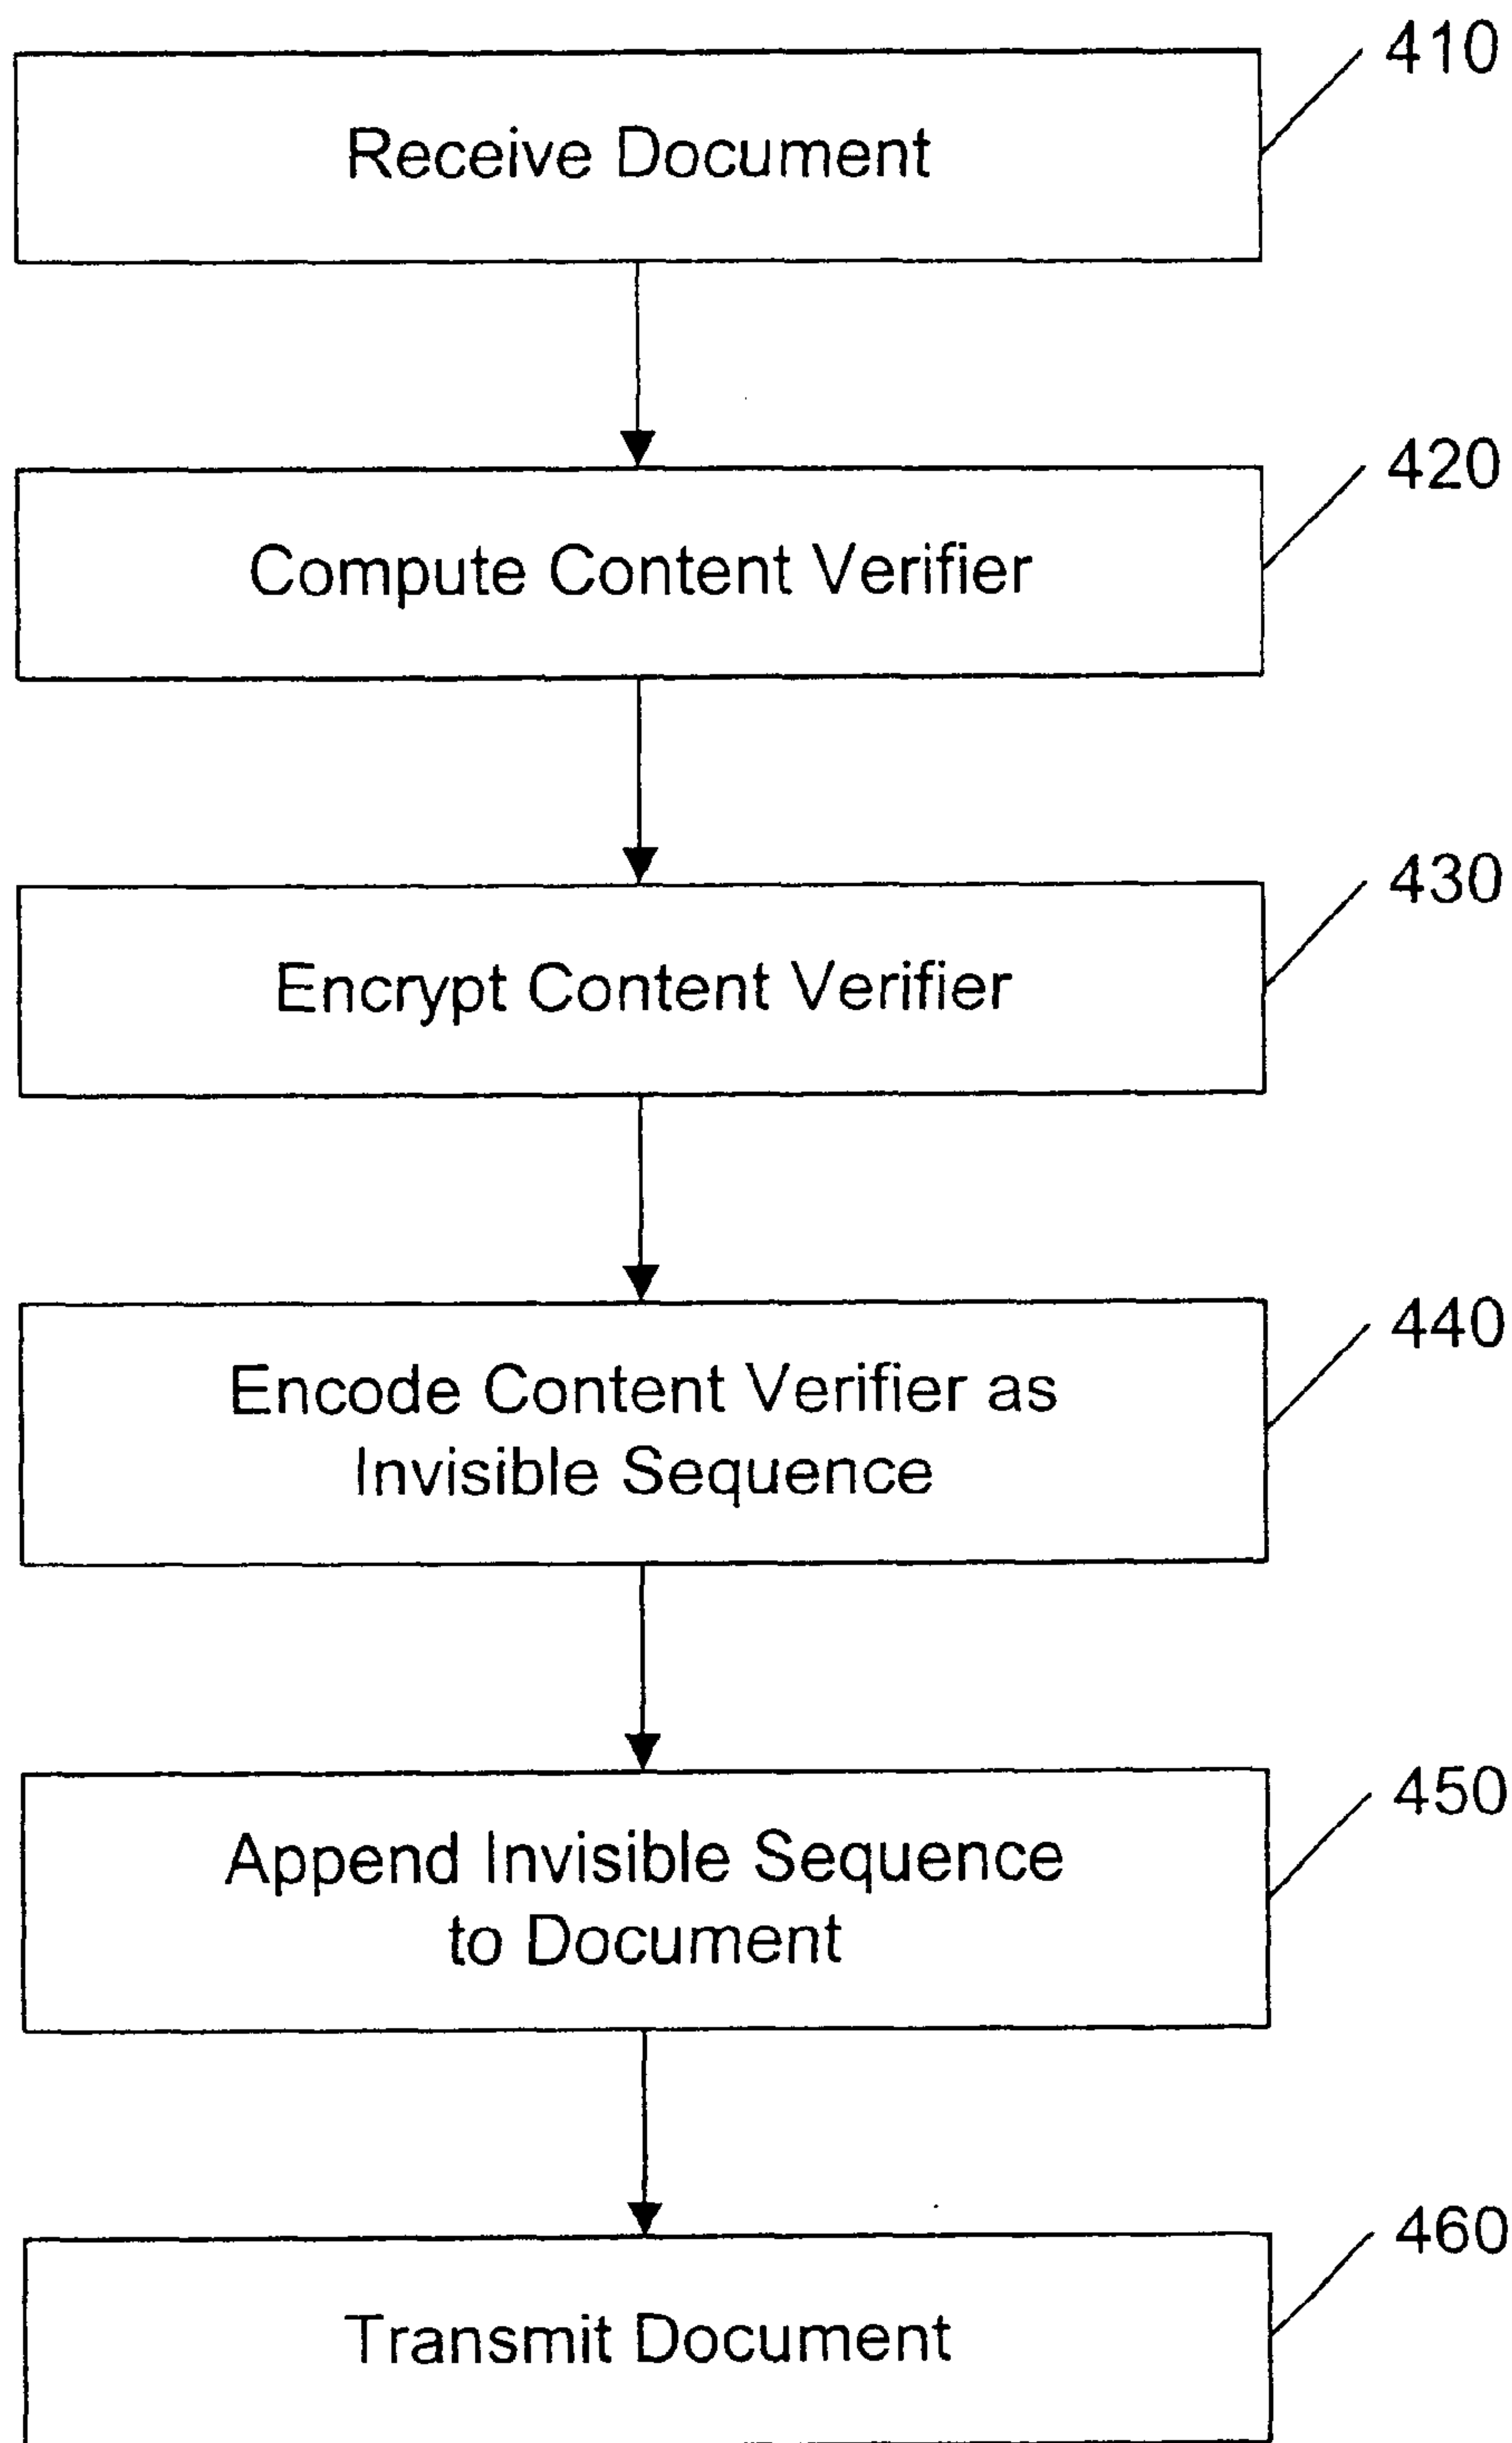 410
Receive Document
420
Compute Content Verifier
430
Encrypt Content Verifier
440
Encode Content Verifier as
Invisible Sequence
450
Append Invisible Sequence
to Document
460
Transmit Document